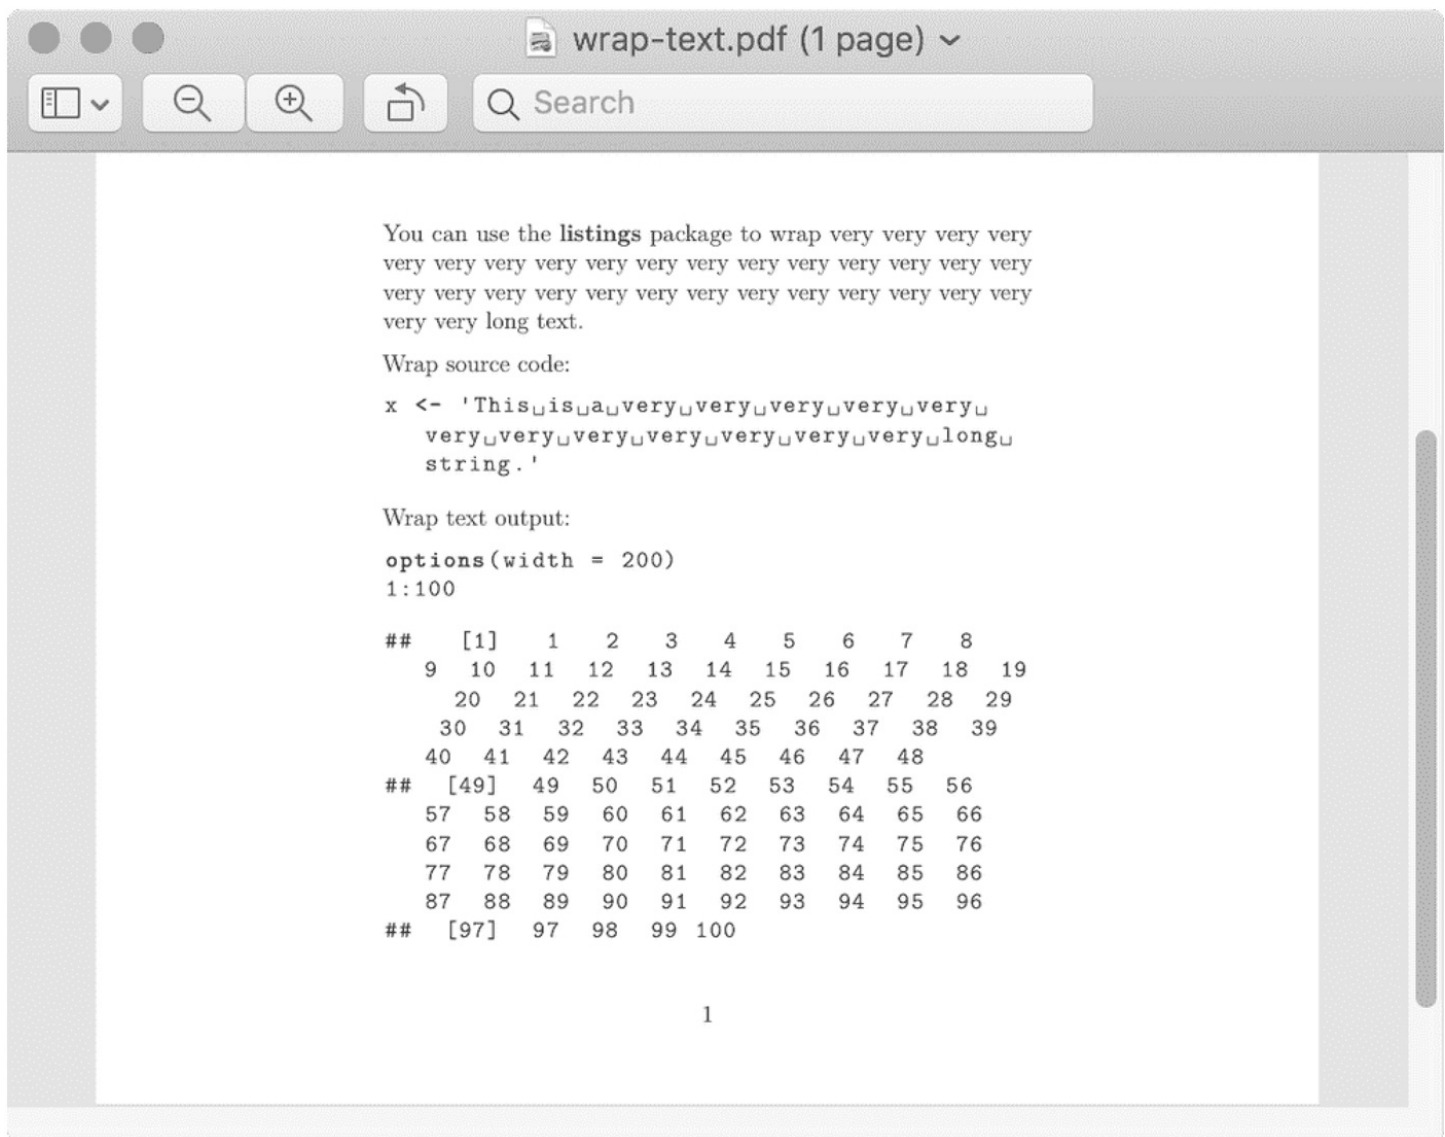 wrap-text.pdf (1 page)
Search
You can use the listings package to wrap very very very very
very very very very very very very very very very very very very
very very very very very very very very very very very very very
very very long text.
Wrap source code:
x <- 'This␣is␣a␣very␣very␣very␣very␣very␣
very␣very␣very␣very␣very␣very␣very␣long␣
string.'
Wrap text output:
options(width = 200)
1:100
##   [1]   1   2   3   4   5   6   7   8
9  10  11  12  13  14  15  16  17  18  19
20  21  22  23  24  25  26  27  28  29
30  31  32  33  34  35  36  37  38  39
40  41  42  43  44  45  46  47  48
##  [49]  49  50  51  52  53  54  55  56
57  58  59  60  61  62  63  64  65  66
67  68  69  70  71  72  73  74  75  76
77  78  79  80  81  82  83  84  85  86
87  88  89  90  91  92  93  94  95  96
##  [97]  97  98  99 100
1